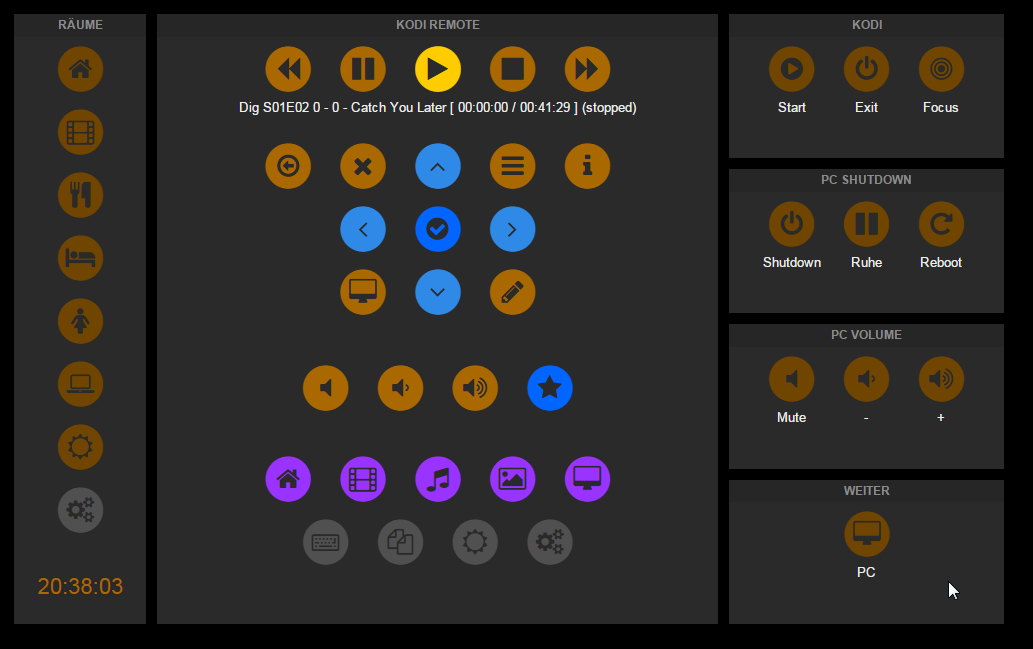 RÄUME
20:38:03
KODI REMOTE
Dig S01E02 0 - 0 - Catch You Later [ 00:00:00 / 00:41:29 ] (stopped)
KODI
Start Exit Focus
PC SHUTDOWN
Shutdown Ruhe Reboot
PC VOLUME
Mute - +
WEITER
PC